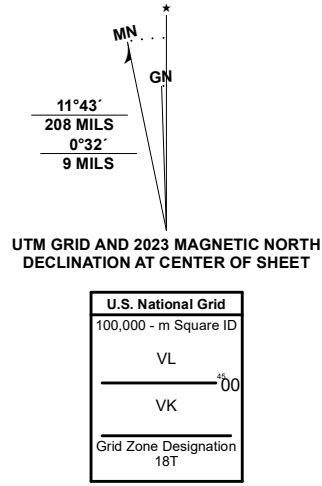 ★
MN
GN
11°43´
208 MILS
0°32´
9 MILS
UTM GRID AND 2023 MAGNETIC NORTH
DECLINATION AT CENTER OF SHEET
U.S. National Grid
100,000 - m Square ID
VL
45 00
VK
Grid Zone Designation
18T